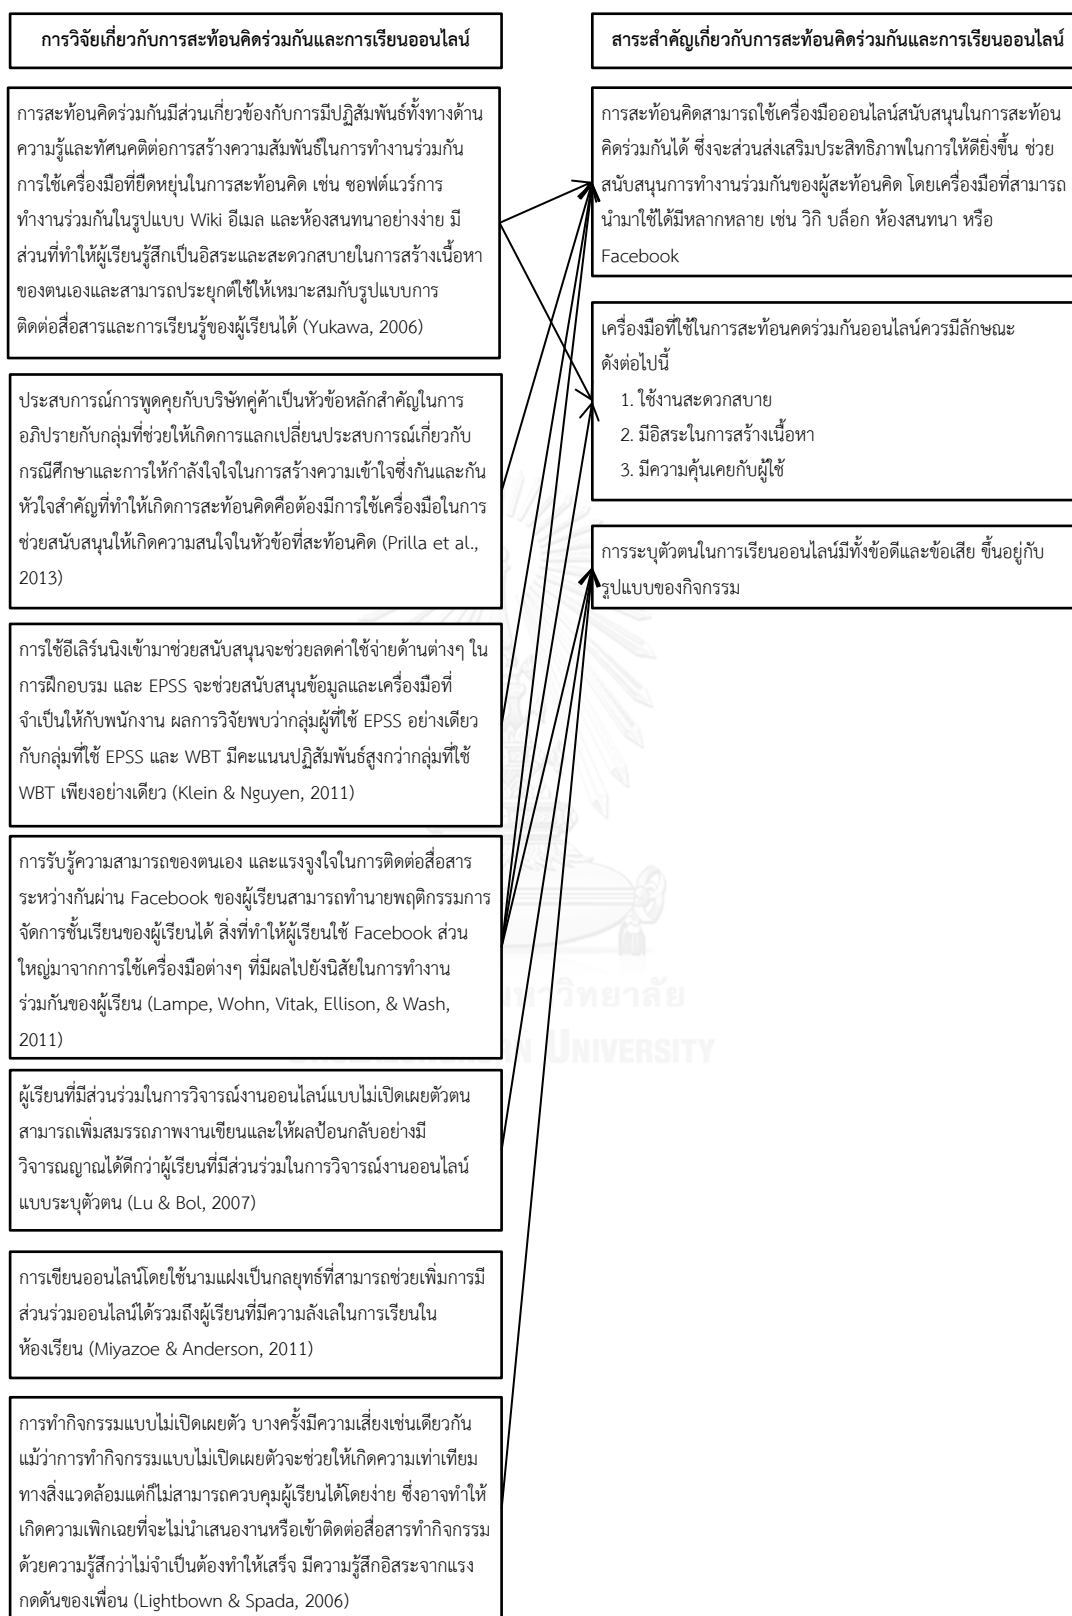 การวิจัยเกี่ยวกับการสะท้อนคิดร่วมกันและการเรียนออนไลน์
การสะท้อนคิดร่วมกันมีส่วนเกี่ยวข้องกับการมีปฏิสัมพันธ์ทั้งทางด้าน
ความรู้และทัศนคติต่อการสร้างความสัมพันธ์ในการทำงานร่วมกัน
การใช้เครื่องมือที่ยืดหยุ่นในการสะท้อนคิด เช่น ซอฟต์แวร์การ
ทำงานร่วมกันในรูปแบบ Wiki อีเมล และห้องสนทนาอย่างง่าย มี
ส่วนที่ทำให้ผู้เรียนรู้สึกเป็นอิสระและสะดวกสบายในการสร้างเนื้อหา
ของตนเองและสามารถประยุกต์ใช้ให้เหมาะสมกับรูปแบบการ
ติดต่อสื่อสารและการเรียนรู้ของผู้เรียนได้ (Yukawa, 2006)
ประสบการณ์การพูดคุยกับบริษัทคู่ค้าเป็นหัวข้อหลักสำคัญในการ
อภิปรายกับกลุ่มที่ช่วยให้เกิดการแลกเปลี่ยนประสบการณ์เกี่ยวกับ
กรณีศึกษาและการให้กำลังใจใจในการสร้างความเข้าใจซึ่งกันและกัน
หัวใจสำคัญที่ทำให้เกิดการสะท้อนคิดคือต้องมีการใช้เครื่องมือในการ
ช่วยสนับสนุนให้เกิดความสนใจในหัวข้อที่สะท้อนคิด (Prilla et al.,
2013)
การใช้อีเลิร์นนิงเข้ามาช่วยสนับสนุนจะช่วยลดค่าใช้จ่ายด้านต่างๆ ใน
การฝึกอบรม และ EPSS จะช่วยสนับสนุนข้อมูลและเครื่องมือที่
จำเป็นให้กับพนักงาน ผลการวิจัยพบว่ากลุ่มผู้ที่ใช้ EPSS อย่างเดียว
กับกลุ่มที่ใช้ EPSS และ WBT มีคะแนนปฏิสัมพันธ์สูงกว่ากลุ่มที่ใช้
WBT เพียงอย่างเดียว (Klein & Nguyen, 2011)
การรับรู้ความสามารถของตนเอง และแรงจูงใจในการติดต่อสื่อสาร
ระหว่างกันผ่าน Facebook ของผู้เรียนสามารถทำนายพฤติกรรมการ
จัดการชั้นเรียนของผู้เรียนได้ สิ่งที่ทำให้ผู้เรียนใช้ Facebook ส่วน
ใหญ่มาจากการใช้เครื่องมือต่างๆ ที่มีผลไปยังนิสัยในการทำงาน
ร่วมกันของผู้เรียน (Lampe, Wohn, Vitak, Ellison, & Wash,
2011)
ผู้เรียนที่มีส่วนร่วมในการวิจารณ์งานออนไลน์แบบไม่เปิดเผยตัวตน
สามารถเพิ่มสมรรถภาพงานเขียนและให้ผลป้อนกลับอย่างมี
วิจารณญาณได้ดีกว่าผู้เรียนที่มีส่วนร่วมในการวิจารณ์งานออนไลน์
แบบระบุตัวตน (Lu & Bol, 2007)
การเขียนออนไลน์โดยใช้นามแฝงเป็นกลยุทธ์ที่สามารถช่วยเพิ่มการมี
ส่วนร่วมออนไลน์ได้รวมถึงผู้เรียนที่มีความลังเลในการเรียนใน
ห้องเรียน (Miyazoe & Anderson, 2011)
การทำกิจกรรมแบบไม่เปิดเผยตัว บางครั้งมีความเสี่ยงเช่นเดียวกัน
แม้ว่าการทำกิจกรรมแบบไม่เปิดเผยตัวจะช่วยให้เกิดความเท่าเทียม
ทางสิ่งแวดล้อมแต่ก็ไม่สามารถควบคุมผู้เรียนได้โดยง่าย ซึ่งอาจทำให้
เกิดความเพิกเฉยที่จะไม่นำเสนองานหรือเข้าติดต่อสื่อสารทำกิจกรรม
ด้วยความรู้สึกว่าไม่จำเป็นต้องทำให้เสร็จ มีความรู้สึกอิสระจากแรง
กดดันของเพื่อน (Lightbown & Spada, 2006)
สาระสำคัญเกี่ยวกับการสะท้อนคิดร่วมกันและการเรียนออนไลน์
การสะท้อนคิดสามารถใช้เครื่องมือออนไลน์สนับสนุนในการสะท้อน
คิดร่วมกันได้ ซึ่งจะส่วนส่งเสริมประสิทธิภาพในการให้ดียิ่งขึ้น ช่วย
สนับสนุนการทำงานร่วมกันของผู้สะท้อนคิด โดยเครื่องมือที่สามารถ
นำมาใช้ได้มีหลากหลาย เช่น วิกิ บล็อก ห้องสนทนา หรือ
Facebook
เครื่องมือที่ใช้ในการสะท้อนคดร่วมกันออนไลน์ควรมีลักษณะ
ดังต่อไปนี้
1. ใช้งานสะดวกสบาย
2. มีอิสระในการสร้างเนื้อหา
3. มีความคุ้นเคยกับผู้ใช้
การระบุตัวตนในการเรียนออนไลน์มีทั้งข้อดีและข้อเสีย ขึ้นอยู่กับ
รูปแบบของกิจกรรม
UNIVERSITY